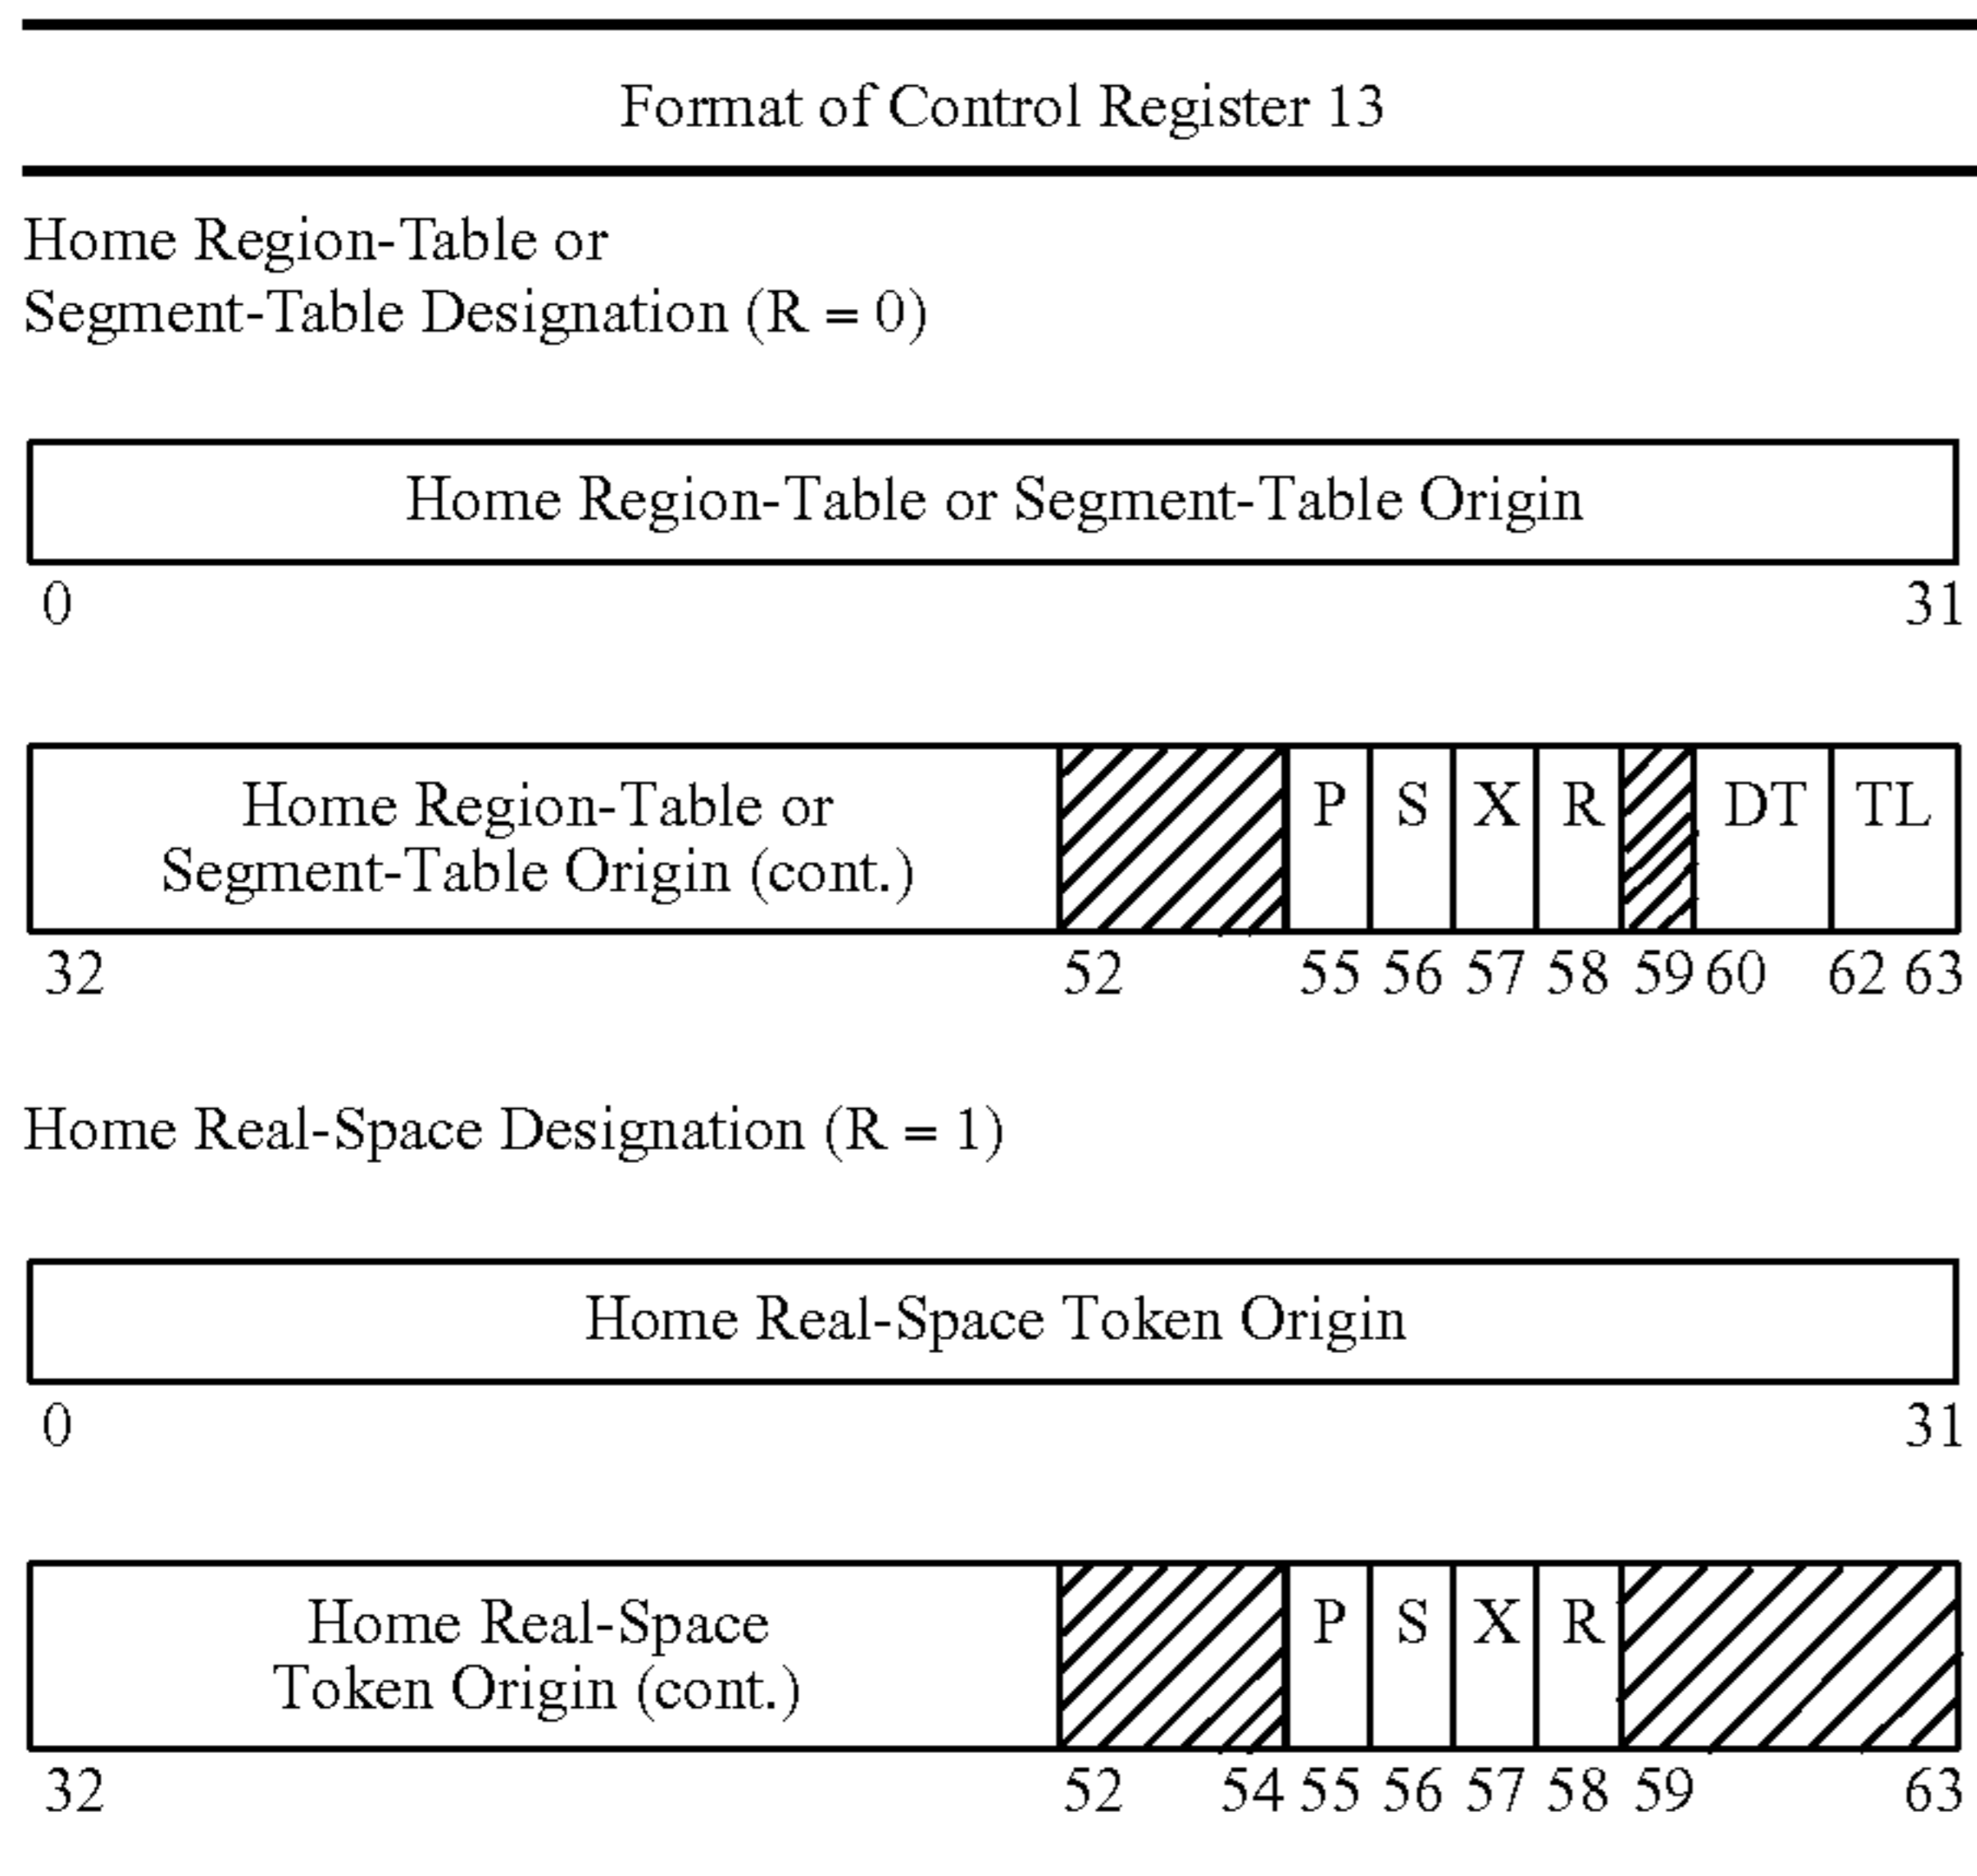 Format of Control Register 13
Home Region-Table or
Segment-Table Designation (R = 0)
Home Region-Table or Segment-Table Origin
0 31
Home Region-Table or
Segment-Table Origin (cont.)
P S X R DT TL
32 52 55 56 57 58 59 60 62 63
Home Real-Space Designation (R = 1)
Home Real-Space Token Origin
0 31
Home Real-Space
Token Origin (cont.)
P S X R
32 52 54 55 56 57 58 59 63